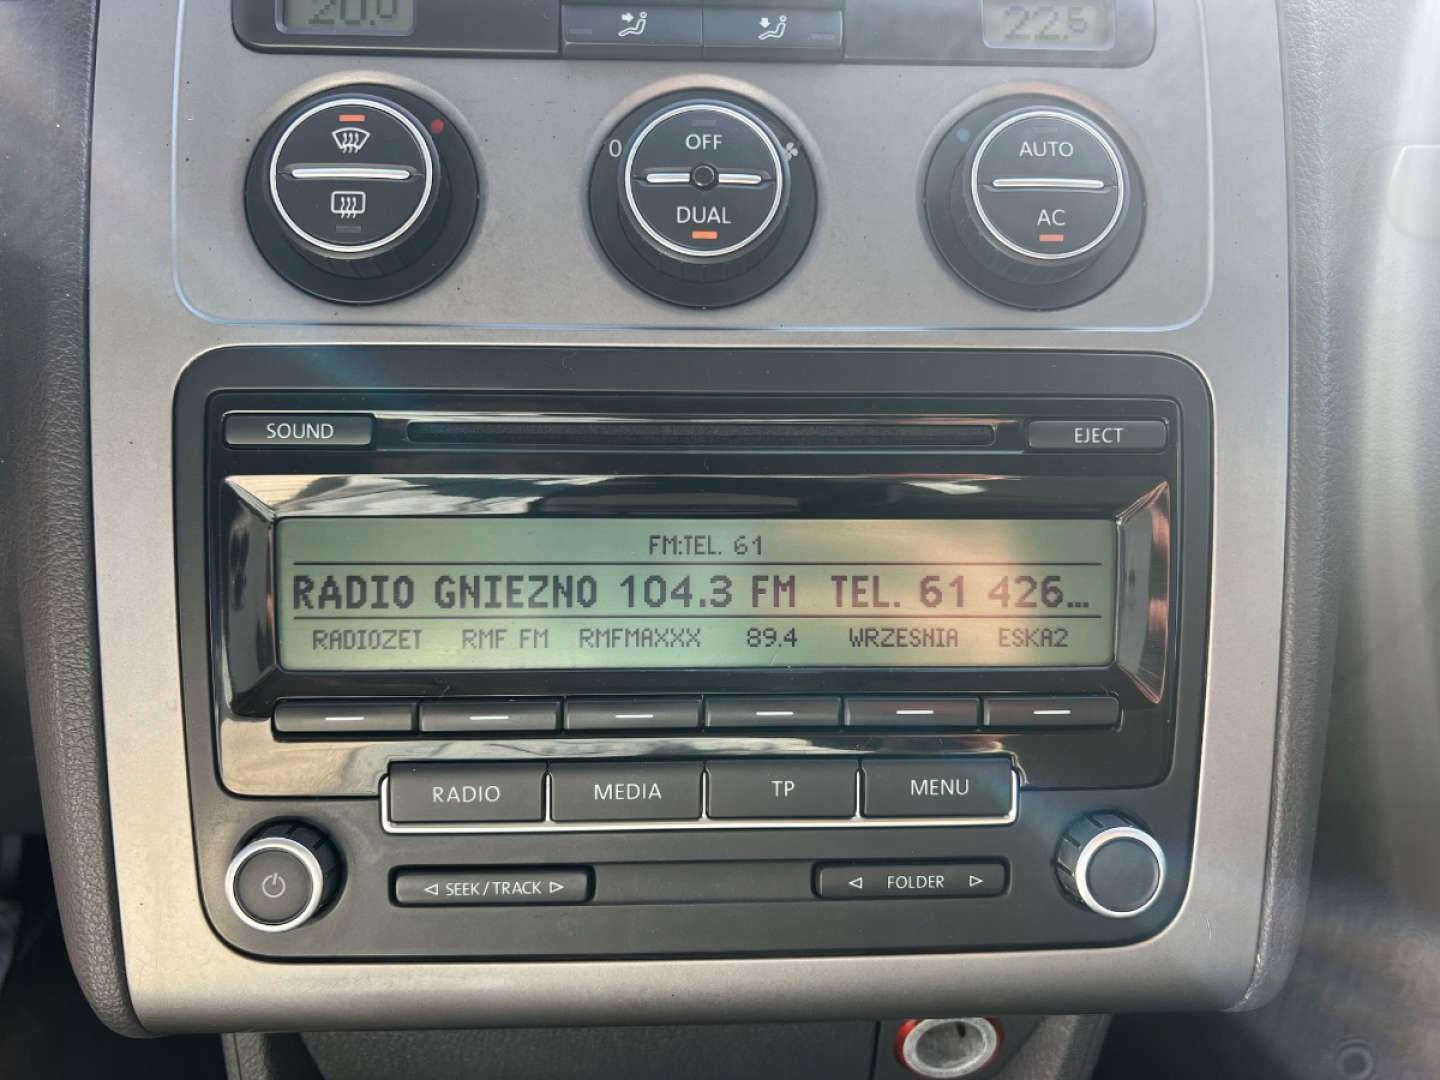 20.0
22.5
0
OFF
AUTO
DUAL
AC
SOUND
EJECT
FM:TEL. 61
RADIO GNIEZNO 104.3 FM TEL. 61 426...
RADIOZET RMF FM RMFMAXXX 89.4 WRZESNIA ESKA2
RADIO
MEDIA
TP
MENU
SEEK/TRACK
FOLDER